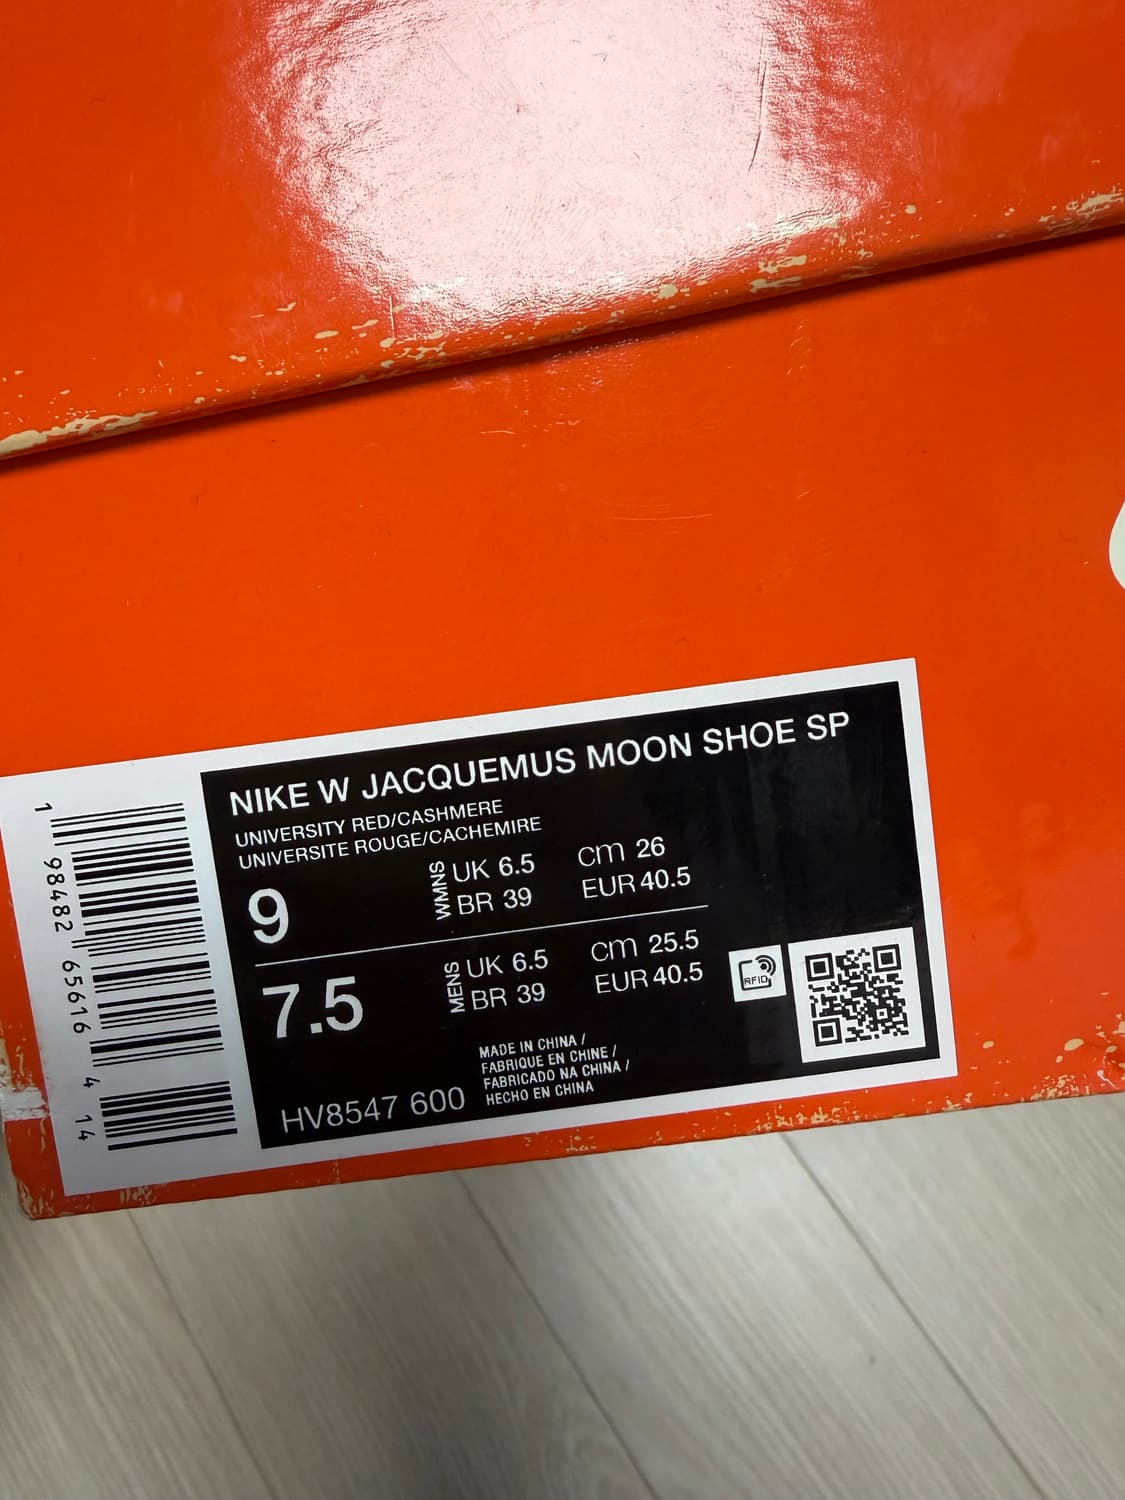 NIKE W JACQUEMUS MOON SHOE SP
UNIVERSITY RED/CASHMERE
UNIVERSITE ROUGE/CACHEMIRE
9 WMNS UK 6.5 cm 26
BR 39 EUR 40.5
7.5 MENS UK 6.5 cm 25.5
BR 39 EUR 40.5
RFID
MADE IN CHINA /
FABRIQUE EN CHINE /
FABRICADO NA CHINA /
HECHO EN CHINA
HV8547 600
1 98482 65616 4 14